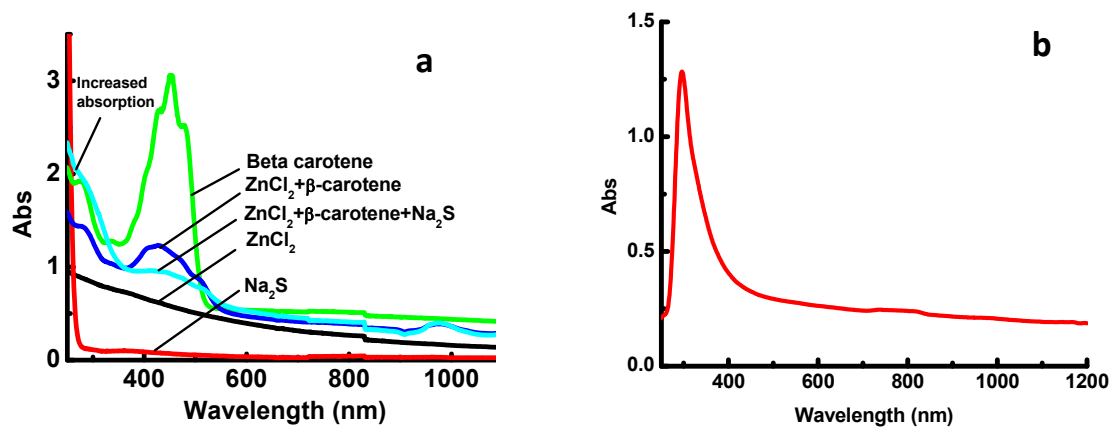 a
3
2
1
0
Abs
Increased
absorption
Beta carotene
ZnCl₂+β-carotene
ZnCl₂+β-carotene+Na₂S
ZnCl₂
Na₂S
400 600 800 1000
Wavelength (nm)
b
1.5
1.0
0.5
0.0
Abs
400 600 800 1000 1200
Wavelength (nm)